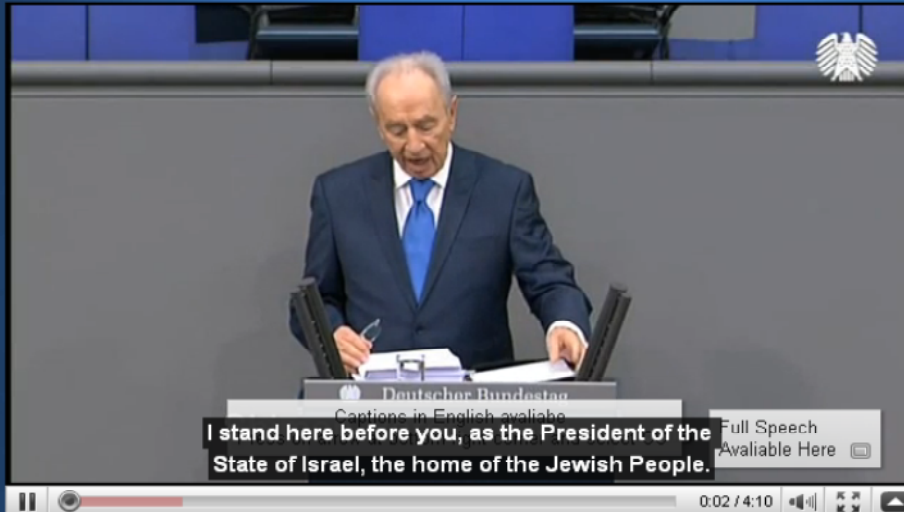 Deutscher Bundestag
Captions in English avaliabe
I stand here before you, as the President of the
State of Israel, the home of the Jewish People.
Full Speech
Avaliable Here
0:02 / 4:10